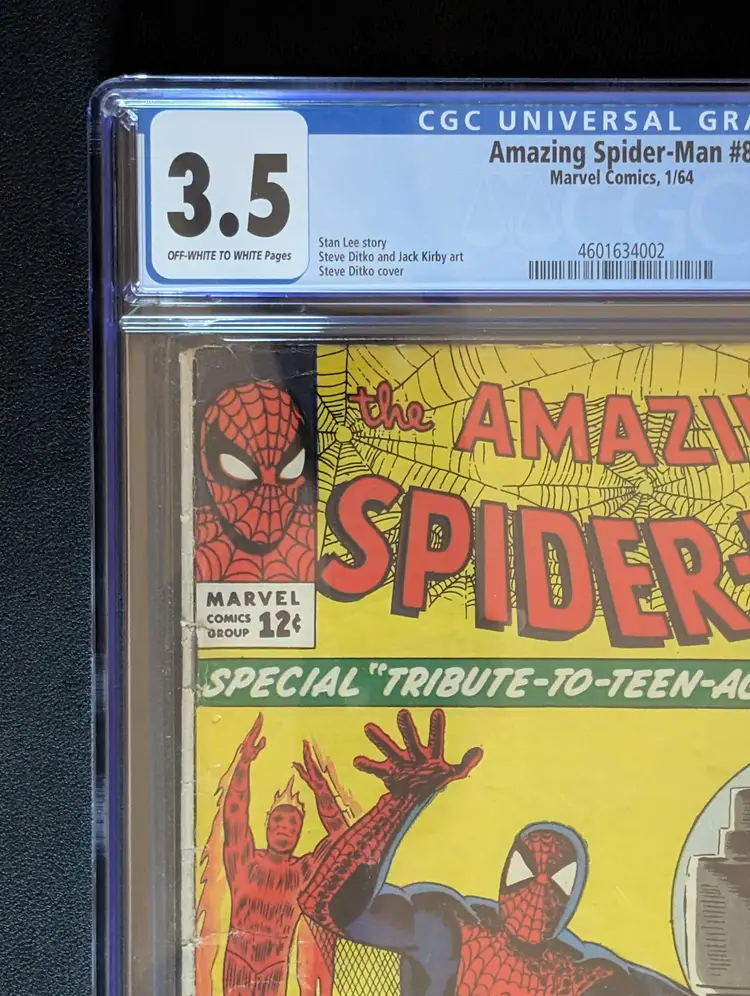 CGC UNIVERSAL GRA
Amazing Spider-Man #8
Marvel Comics, 1/64
3.5
OFF-WHITE TO WHITE Pages
Stan Lee story
Steve Ditko and Jack Kirby art
Steve Ditko cover
4601634002
the AMAZI
SPIDER-
MARVEL
COMICS
GROUP 12¢
SPECIAL "TRIBUTE-TO-TEEN-AG